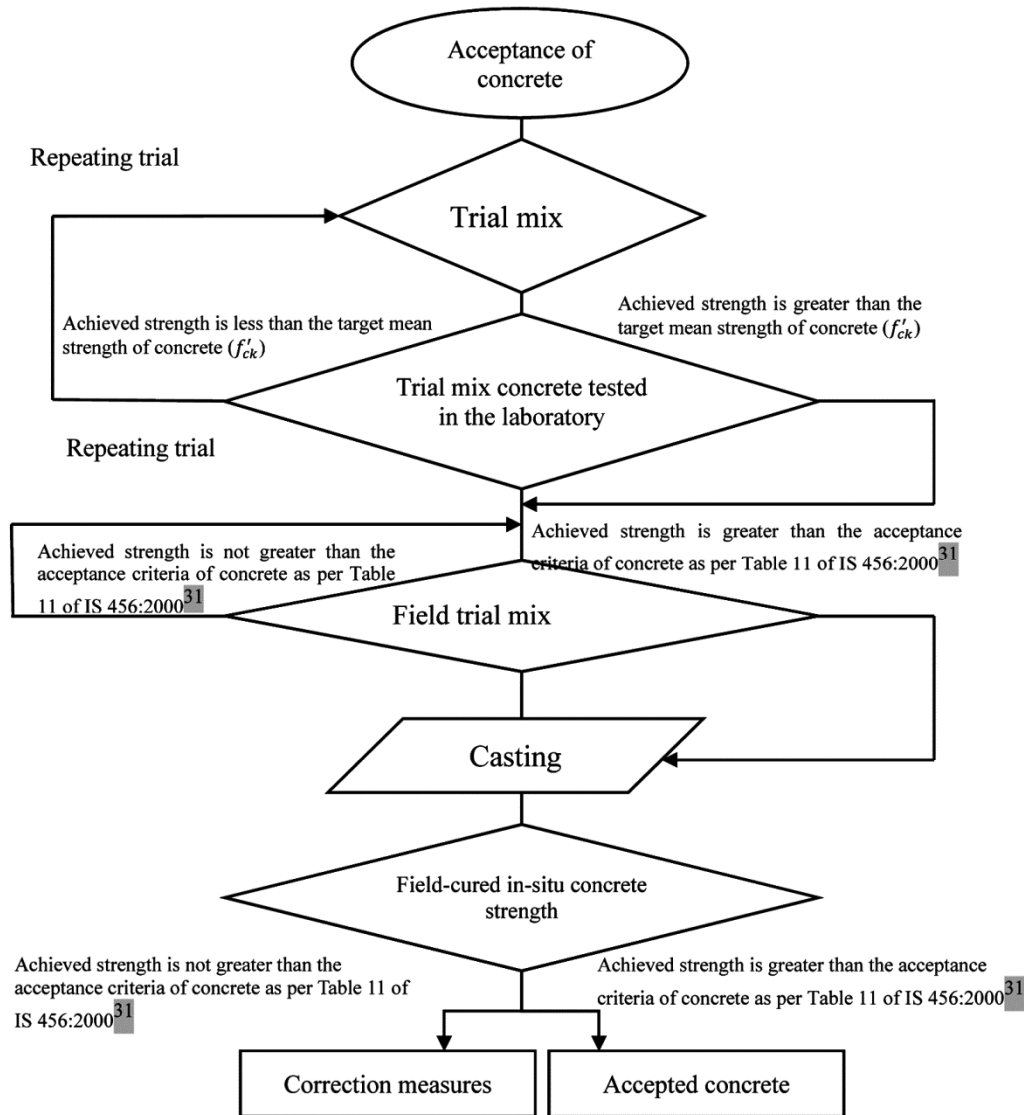 Acceptance of
concrete
Repeating trial
Trial mix
Achieved strength is less than the target mean
strength of concrete (f′ck)
Achieved strength is greater than the
target mean strength of concrete (f′ck)
Trial mix concrete tested
in the laboratory
Repeating trial
Achieved strength is not greater than the
acceptance criteria of concrete as per Table
11 of IS 456:200031
Achieved strength is greater than the acceptance
criteria of concrete as per Table 11 of IS 456:200031
Field trial mix
Casting
Field-cured in-situ concrete
strength
Achieved strength is not greater than the
acceptance criteria of concrete as per Table 11 of
IS 456:200031
Achieved strength is greater than the acceptance
criteria of concrete as per Table 11 of IS 456:200031
Correction measures
Accepted concrete